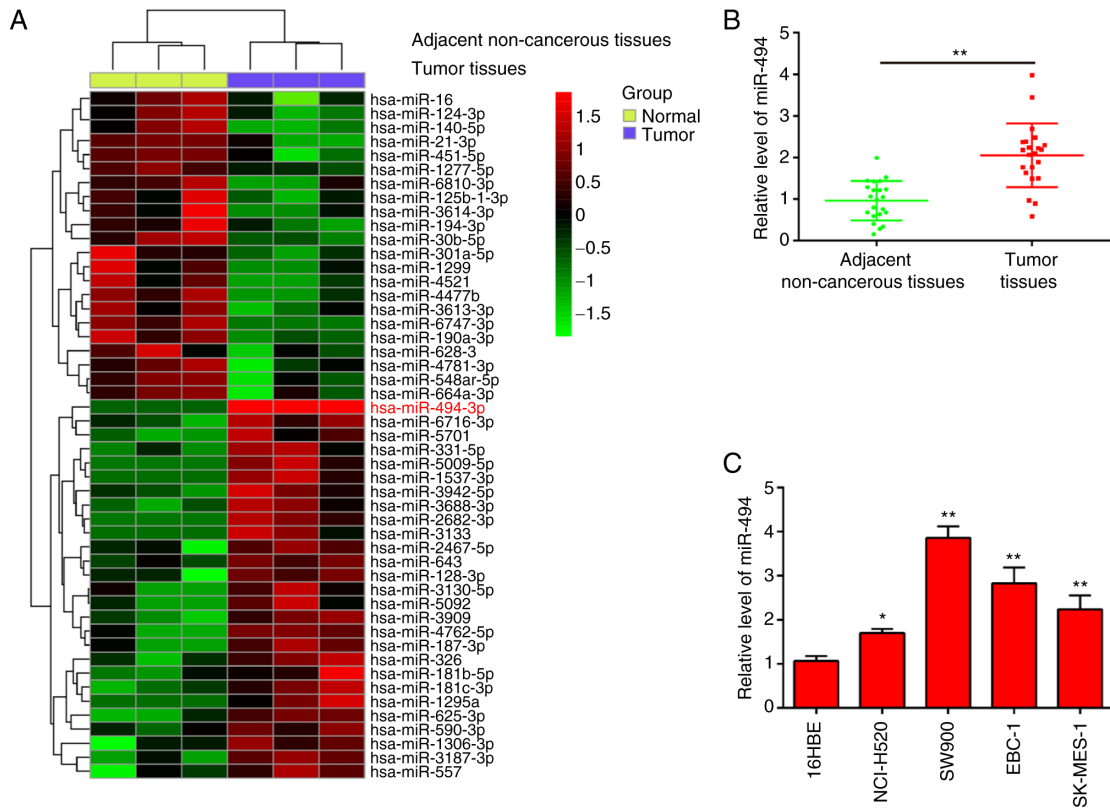 A
Adjacent non-cancerous tissues
Tumor tissues
hsa-miR-16
hsa-miR-124-3p
hsa-miR-140-5p
hsa-miR-21-3p
hsa-miR-451-5p
hsa-miR-1277-5p
hsa-miR-6810-3p
hsa-miR-125b-1-3p
hsa-miR-3614-3p
hsa-miR-194-3p
hsa-miR-30b-5p
hsa-miR-301a-5p
hsa-miR-1299
hsa-miR-4521
hsa-miR-4477b
hsa-miR-3613-3p
hsa-miR-6747-3p
hsa-miR-190a-3p
hsa-miR-628-3
hsa-miR-4781-3p
hsa-miR-548ar-5p
hsa-miR-664a-3p
hsa-miR-494-3p
hsa-miR-6716-3p
hsa-miR-5701
hsa-miR-331-5p
hsa-miR-5009-5p
hsa-miR-1537-3p
hsa-miR-3942-5p
hsa-miR-3688-3p
hsa-miR-2682-3p
hsa-miR-3133
hsa-miR-2467-5p
hsa-miR-643
hsa-miR-128-3p
hsa-miR-3130-5p
hsa-miR-5092
hsa-miR-3909
hsa-miR-4762-5p
hsa-miR-187-3p
hsa-miR-326
hsa-miR-181b-5p
hsa-miR-181c-3p
hsa-miR-1295a
hsa-miR-625-3p
hsa-miR-590-3p
hsa-miR-1306-3p
hsa-miR-3187-3p
hsa-miR-557
1.5
1
0.5
0
−0.5
−1
−1.5
Group
Normal
Tumor
B
Relative level of miR-494
5
4
3
2
1
0
**
Adjacent
non-cancerous tissues
Tumor
tissues
C
Relative level of miR-494
5
4
3
2
1
0
*
**
**
**
16HBE
NCI-H520
SW900
EBC-1
SK-MES-1